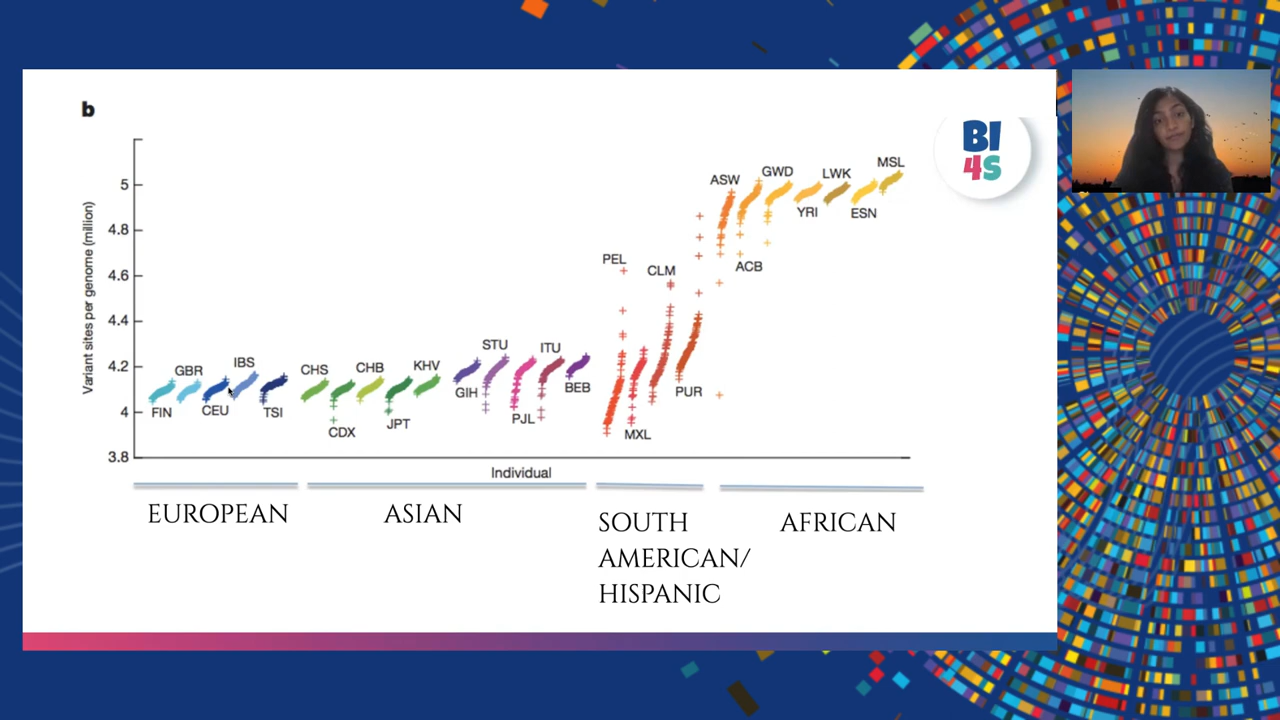 b
BI
4S
Variant sites per genome (million)
5
4.8
4.6
4.4
4.2
4
3.8
FIN
GBR
CEU
IBS
TSI
CHS
CDX
CHB
JPT
KHV
GIH
STU
PJL
ITU
BEB
PEL
MXL
CLM
PUR
ASW
ACB
GWD
YRI
LWK
ESN
MSL
Individual
EUROPEAN
ASIAN
SOUTH
AMERICAN/
HISPANIC
AFRICAN